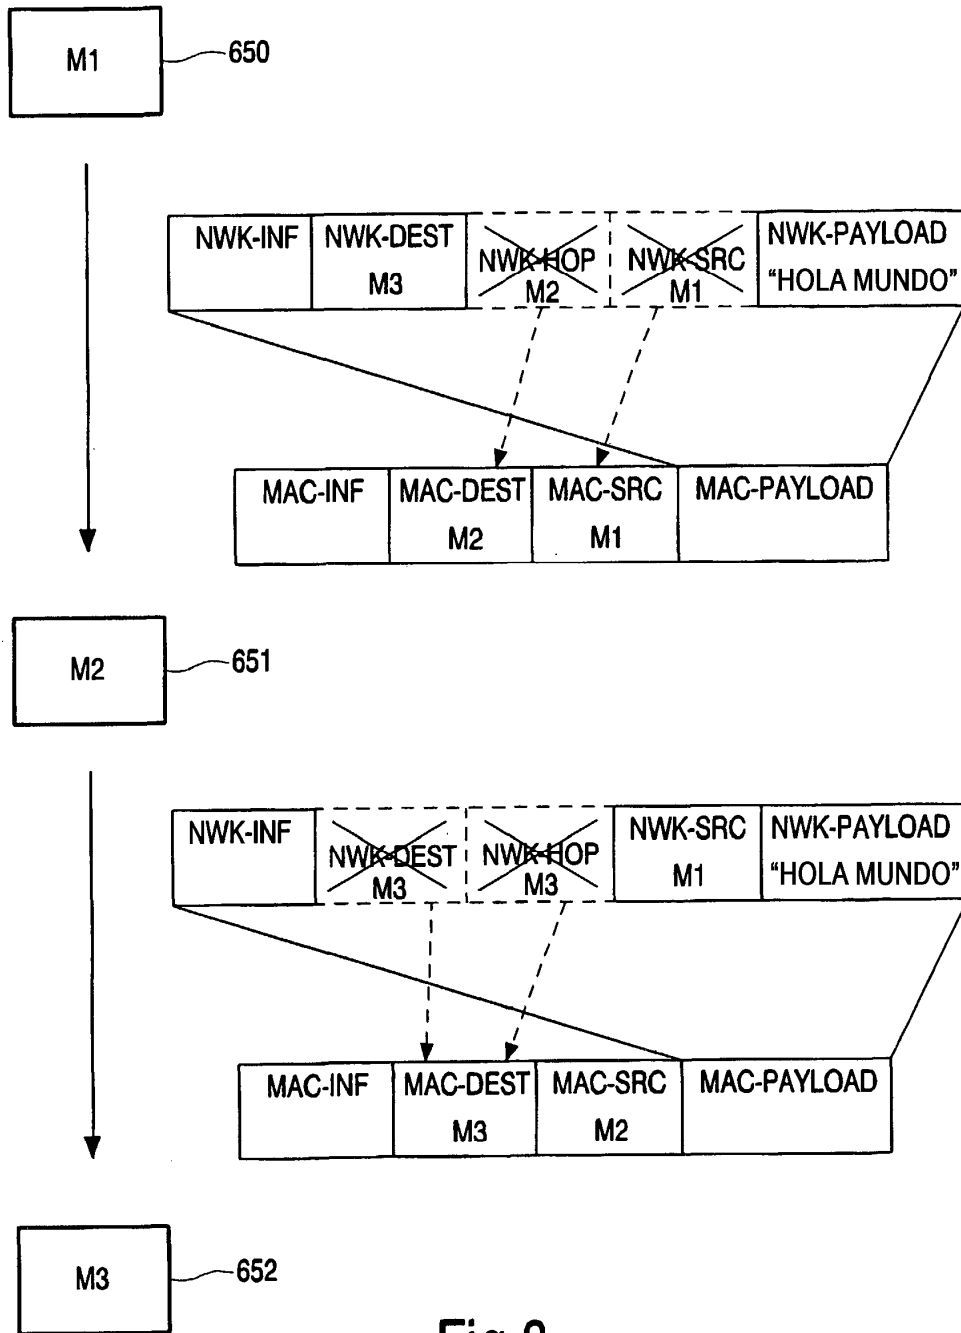 M1
650
NWK-INF
NWK-DEST
M3
NWK-HOP
M2
NWK-SRC
M1
NWK-PAYLOAD
“HOLA MUNDO”
MAC-INF
MAC-DEST
M2
MAC-SRC
M1
MAC-PAYLOAD
M2
651
NWK-INF
NWK-DEST
M3
NWK-HOP
M3
NWK-SRC
M1
NWK-PAYLOAD
“HOLA MUNDO”
MAC-INF
MAC-DEST
M3
MAC-SRC
M2
MAC-PAYLOAD
M3
652